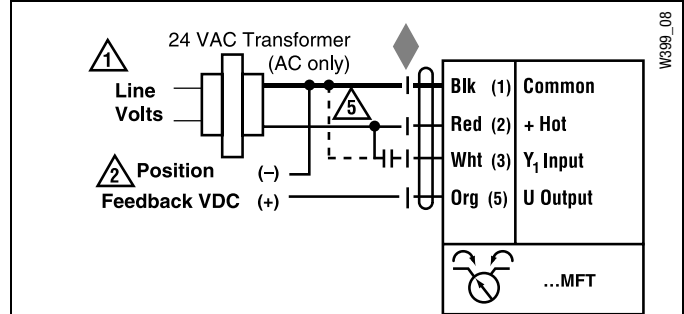 W399_08
24 VAC Transformer
(AC only)
1
Line
Volts
5
2 Position (–)
Feedback VDC (+)
Blk (1) Common
Red (2) + Hot
Wht (3) Y1 Input
Org (5) U Output
...MFT